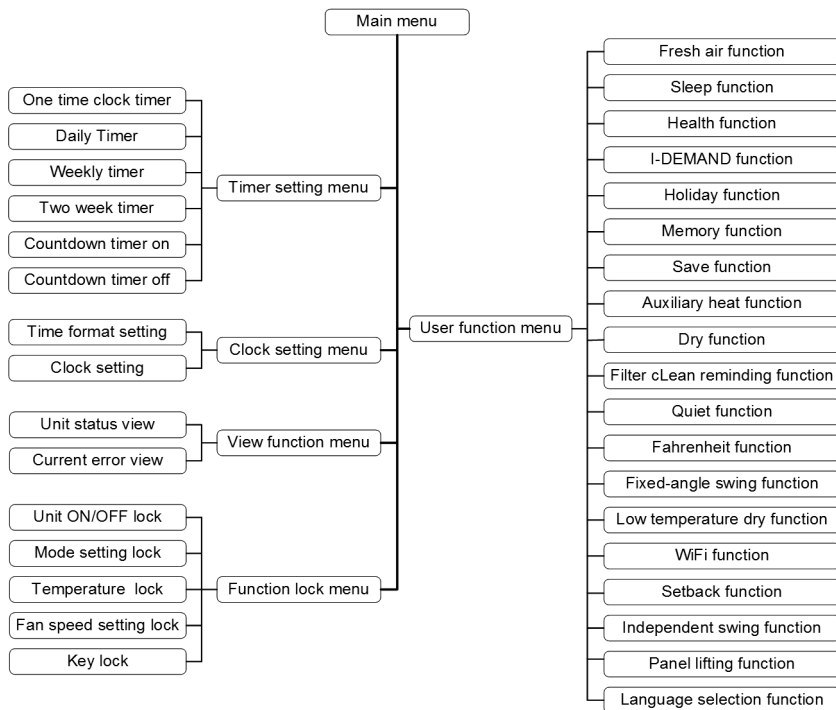 Main menu
One time clock timer
Daily Timer
Weekly timer
Two week timer
Countdown timer on
Countdown timer off
Timer setting menu
Time format setting
Clock setting
Clock setting menu
Unit status view
Current error view
View function menu
Unit ON/OFF lock
Mode setting lock
Temperature lock
Fan speed setting lock
Key lock
Function lock menu
User function menu
Fresh air function
Sleep function
Health function
I-DEMAND function
Holiday function
Memory function
Save function
Auxiliary heat function
Dry function
Filter cLean reminding function
Quiet function
Fahrenheit function
Fixed-angle swing function
Low temperature dry function
WiFi function
Setback function
Independent swing function
Panel lifting function
Language selection function